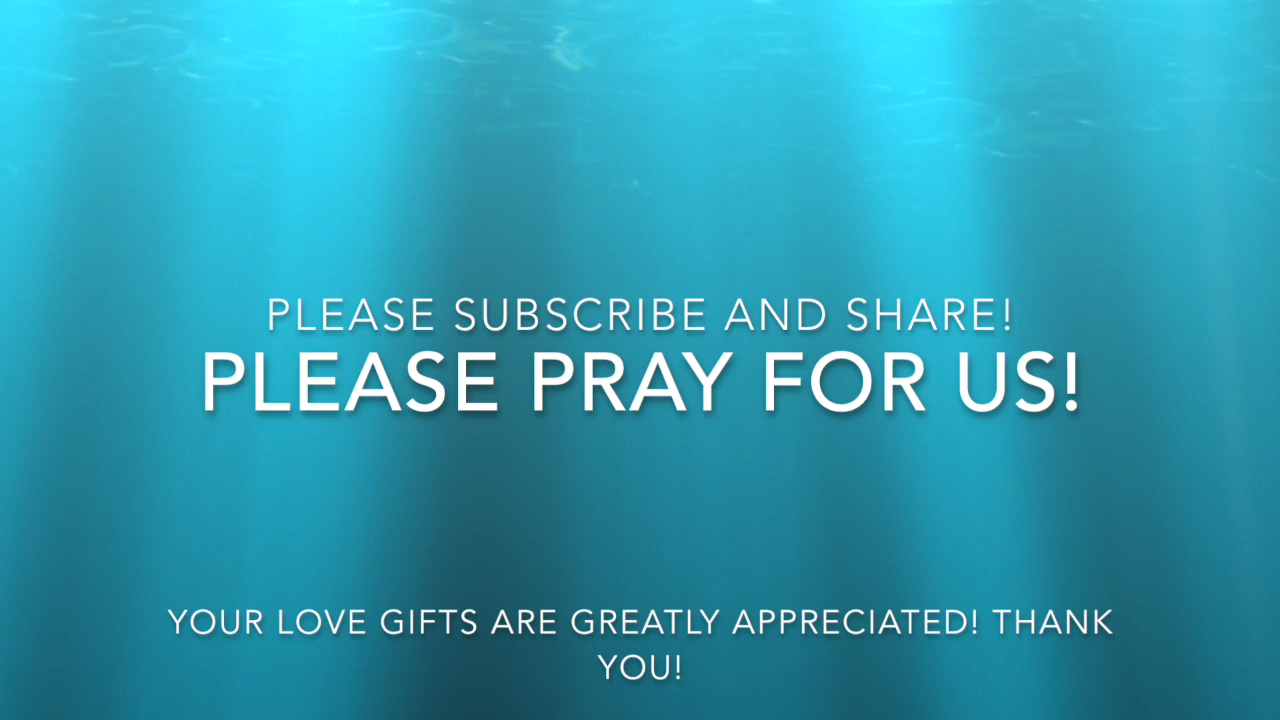 PLEASE SUBSCRIBE AND SHARE!
PLEASE PRAY FOR US!
YOUR LOVE GIFTS ARE GREATLY APPRECIATED! THANK
YOU!